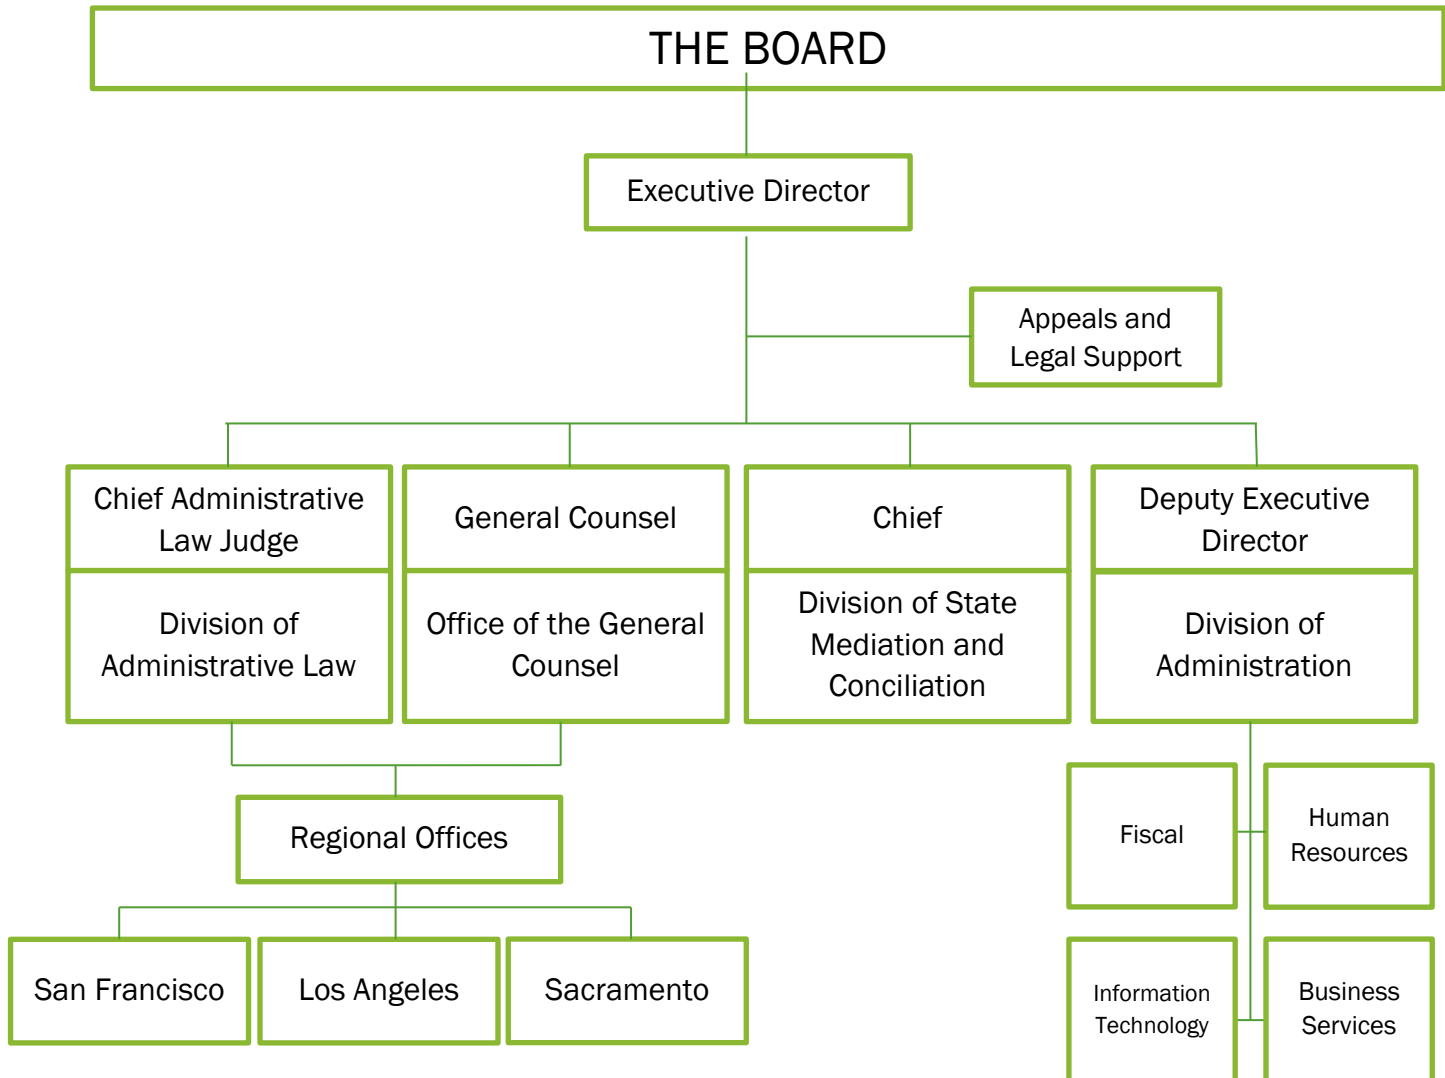 THE BOARD
Executive Director
Appeals and
Legal Support
Chief Administrative
Law Judge
General Counsel
Chief
Deputy Executive
Director
Division of
Administrative Law
Office of the General
Counsel
Division of State
Mediation and
Conciliation
Division of
Administration
Regional Offices
Fiscal
Human
Resources
San Francisco
Los Angeles
Sacramento
Information
Technology
Business
Services